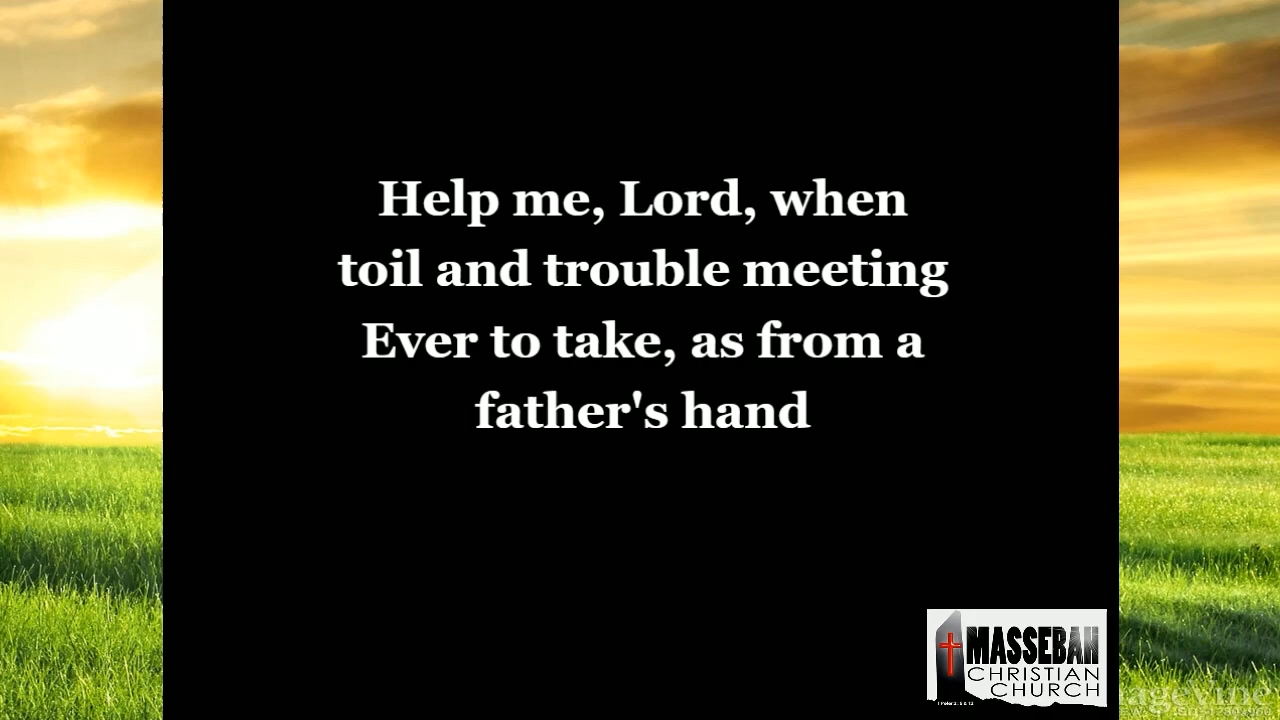 Help me, Lord, when
toil and trouble meeting
Ever to take, as from a
father's hand
MASSEBAH
CHRISTIAN
CHURCH